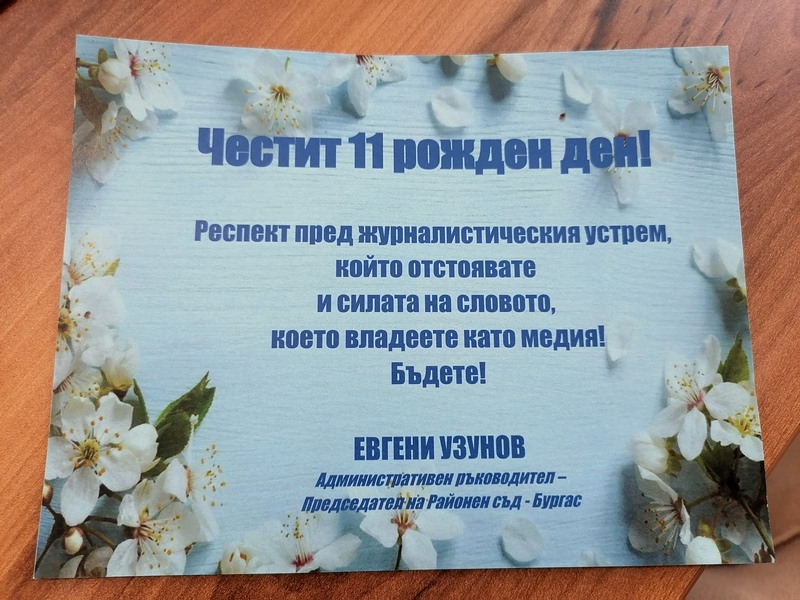 Честит 11 рожден ден!
Респект пред журналистическия устрем,
който отстоявате
и силата на словото,
което владеете като медия!
Бъдете!
ЕВГЕНИ УЗУНОВ
Административен ръководител –
Председател на Районен съд - Бургас